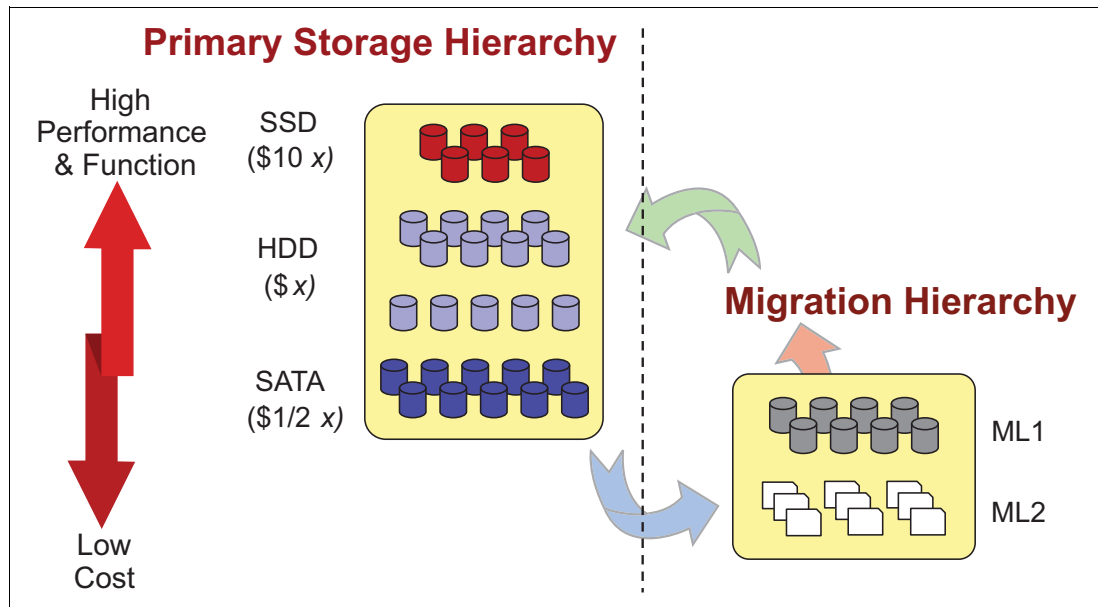 Primary Storage Hierarchy
High
Performance
& Function
SSD
($10 x)
HDD
($ x)
SATA
($1/2 x)
Low
Cost
Migration Hierarchy
ML1
ML2